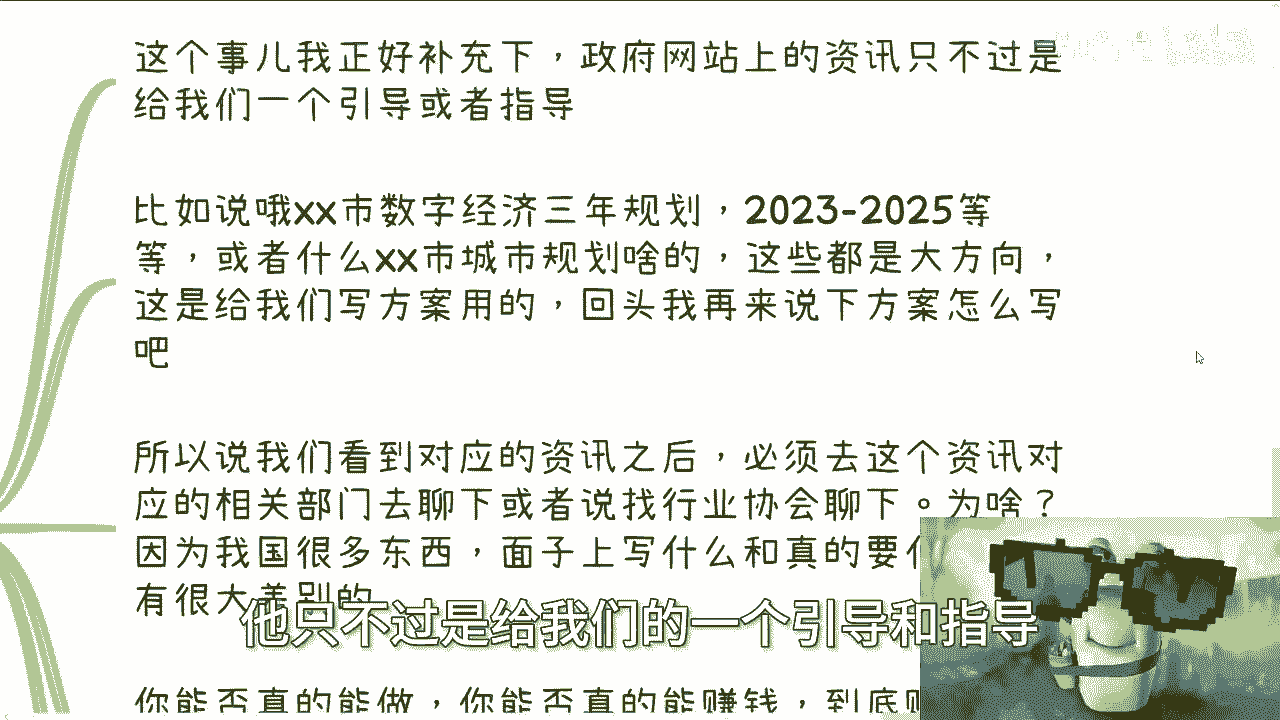 这个事儿我正好补充下，政府网站上的资讯只不过是
给我们一个引导或者指导
比如说哦xx市数字经济三年规划，2023-2025等
等，或者什么xx市城市规划啥的，这些都是大方向，
这是给我们写方案用的，回头我再来说下方案怎么写
吧
所以说我们看到对应的资讯之后，必须去这个资讯对
应的相关部门去聊下或者说找行业协会聊下。为啥？
因为我国很多东西，面子上写什么和真的要
有很大差别的
他只不过是给我们的一个引导和指导
你能否真的能做，你能否真的能赚钱，到底